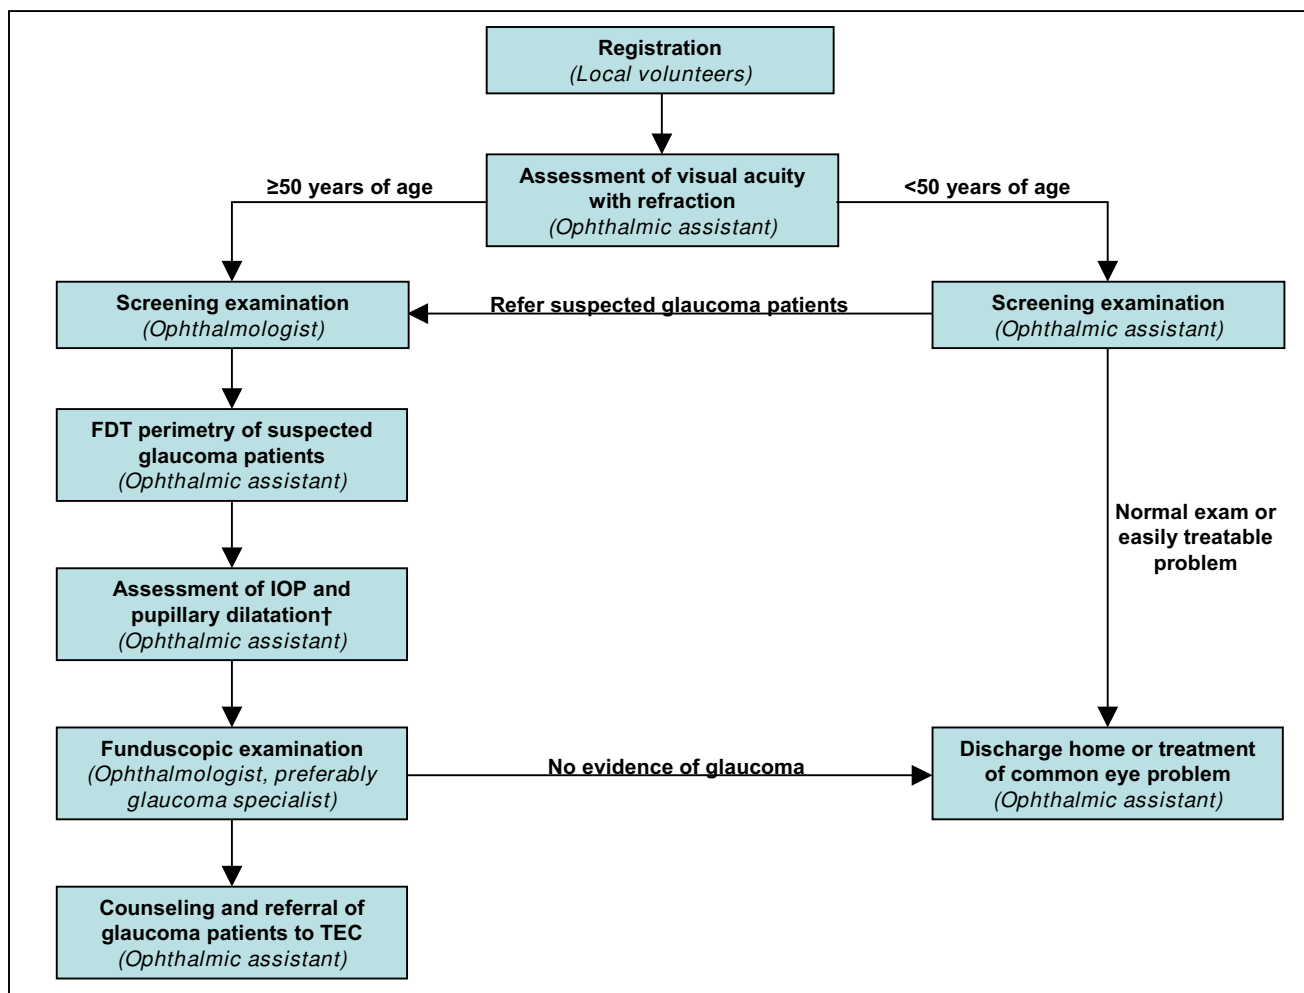 Registration
(Local volunteers)
Assessment of visual acuity
with refraction
(Ophthalmic assistant)
≥50 years of age
<50 years of age
Screening examination
(Ophthalmologist)
Refer suspected glaucoma patients
Screening examination
(Ophthalmic assistant)
FDT perimetry of suspected
glaucoma patients
(Ophthalmic assistant)
Normal exam or
easily treatable
problem
Assessment of IOP and
pupillary dilatation†
(Ophthalmic assistant)
Funduscopic examination
(Ophthalmologist, preferably
glaucoma specialist)
No evidence of glaucoma
Discharge home or treatment
of common eye problem
(Ophthalmic assistant)
Counseling and referral of
glaucoma patients to TEC
(Ophthalmic assistant)